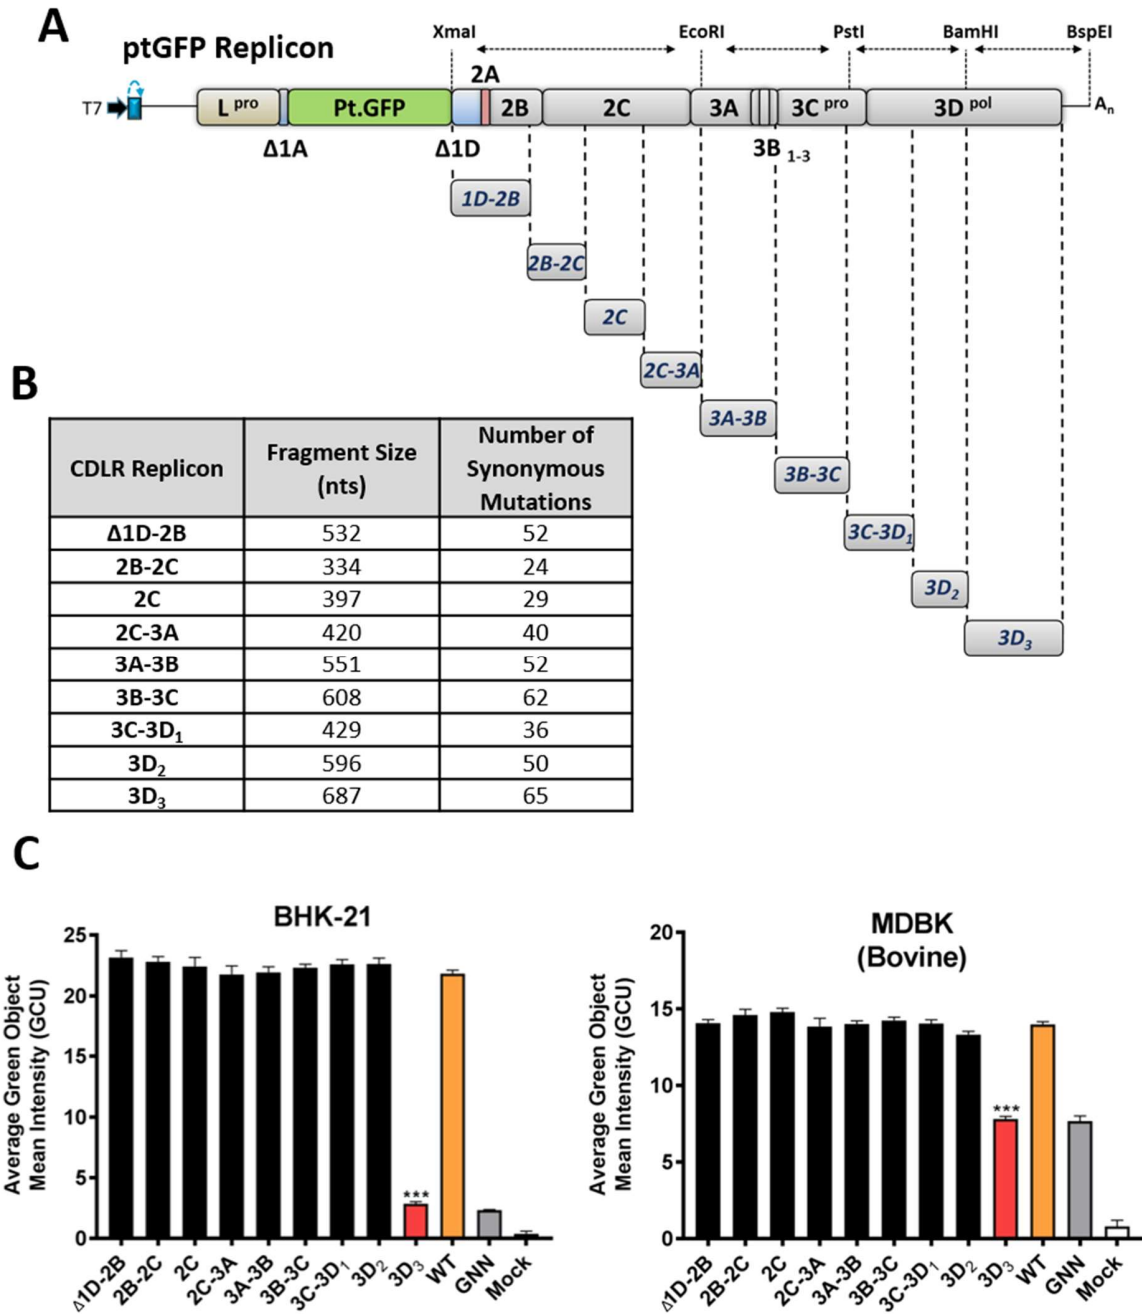 A
ptGFP Replicon
XmaI
EcoRI
PstI
BamHI
BspEI
2A
T7
L pro
Pt.GFP
2B
2C
3A
3C pro
3D pol
An
Δ1A
Δ1D
3B 1-3
1D-2B
2B-2C
2C
2C-3A
3A-3B
3B-3C
3C-3D1
3D2
3D3
B
CDLR Replicon
Fragment Size
(nts)
Number of
Synonymous
Mutations
Δ1D-2B 532 52
2B-2C 334 24
2C 397 29
2C-3A 420 40
3A-3B 551 52
3B-3C 608 62
3C-3D1 429 36
3D2 596 50
3D3 687 65
C
BHK-21
Average Green Object
Mean Intensity (GCU)
25
20
15
10
5
0
***
Δ1D-2B
2B-2C
2C
2C-3A
3A-3B
3B-3C
3C-3D1
3D2
3D3
WT
GNN
Mock
MDBK
(Bovine)
Average Green Object
Mean Intensity (GCU)
20
15
10
5
0
***
Δ1D-2B
2B-2C
2C
2C-3A
3A-3B
3B-3C
3C-3D1
3D2
3D3
WT
GNN
Mock